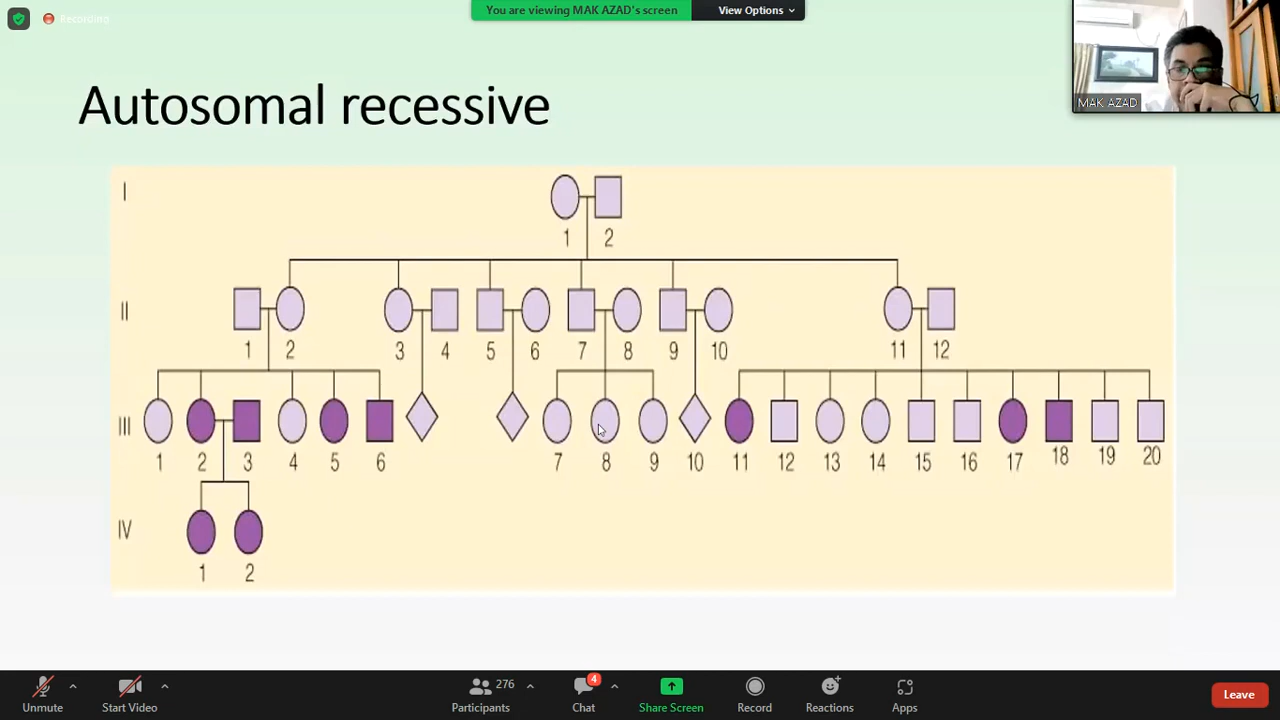 Recording
You are viewing MAK AZAD's screen
View Options
MAK AZAD
Autosomal recessive
I
1 2
II
1 2 3 4 5 6 7 8 9 10 11 12
III
1 2 3 4 5 6 7 8 9 10 11 12 13 14 15 16 17 18 19 20
IV
1 2
276
4
Unmute Start Video Participants Chat Share Screen Record Reactions Apps Leave